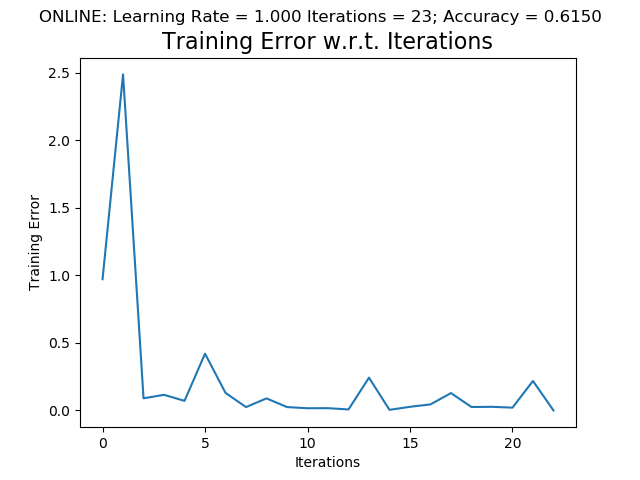 ONLINE: Learning Rate = 1.000 Iterations = 23; Accuracy = 0.6150
Training Error w.r.t. Iterations
2.5
2.0
1.5
1.0
0.5
0.0
Training Error
0 5 10 15 20
Iterations